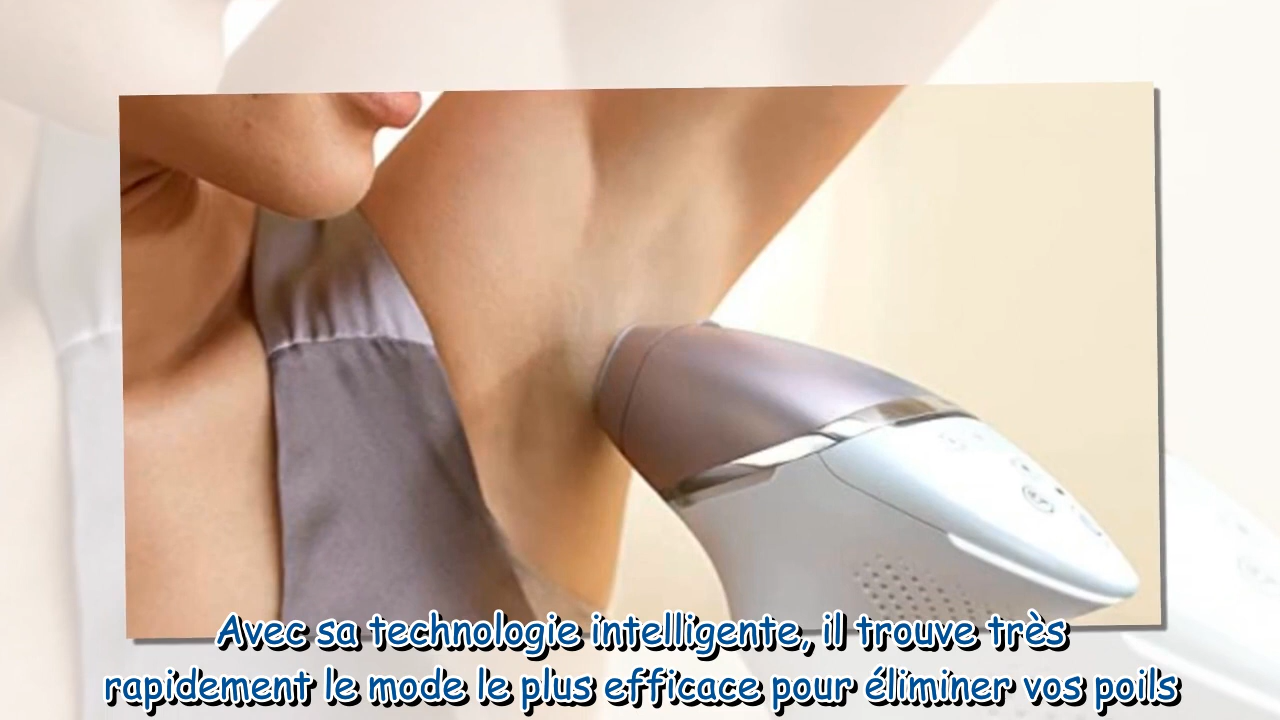 Avec sa technologie intelligente, il trouve très
rapidement le mode le plus efficace pour éliminer vos poils